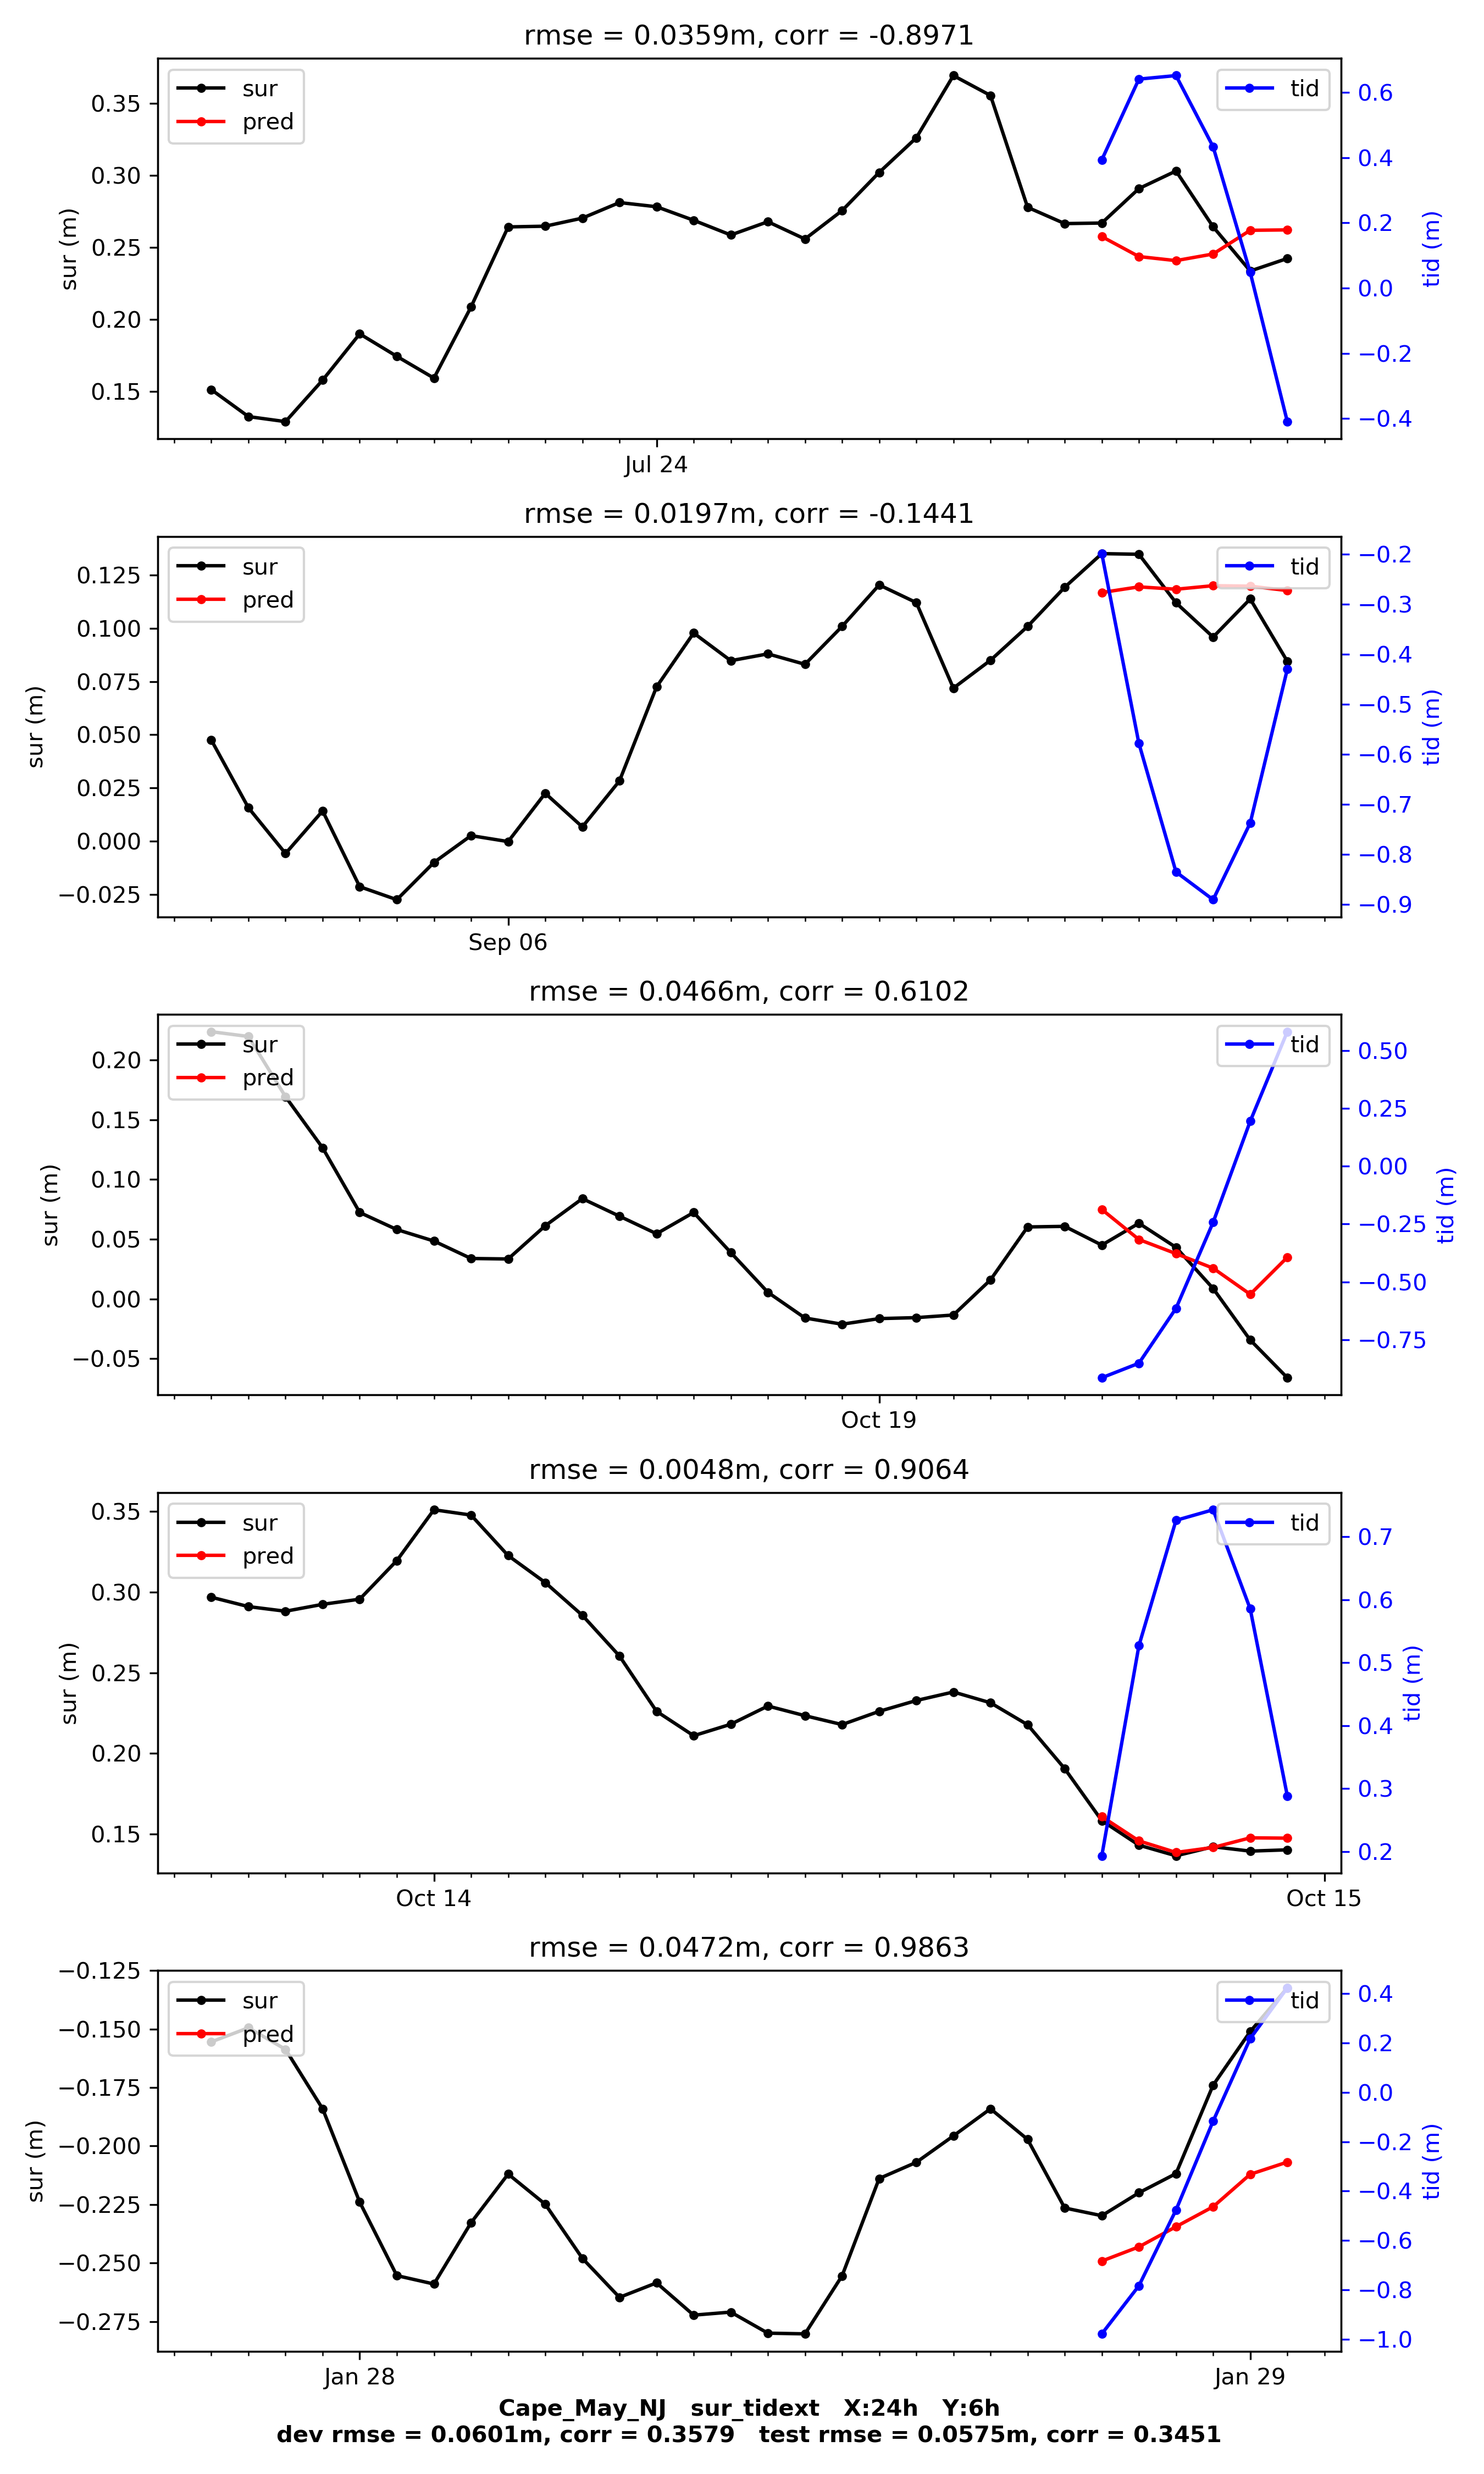 rmse = 0.0359m, corr = -0.8971
sur
pred
tid
0.35
0.30
0.25
0.20
0.15
sur (m)
0.6
0.4
0.2
0.0
−0.2
−0.4
tid (m)
Jul 24
rmse = 0.0197m, corr = -0.1441
sur
pred
tid
0.125
0.100
0.075
0.050
0.025
0.000
−0.025
sur (m)
−0.2
−0.3
−0.4
−0.5
−0.6
−0.7
−0.8
−0.9
tid (m)
Sep 06
rmse = 0.0466m, corr = 0.6102
sur
pred
tid
0.20
0.15
0.10
0.05
0.00
−0.05
sur (m)
0.50
0.25
0.00
−0.25
−0.50
−0.75
tid (m)
Oct 19
rmse = 0.0048m, corr = 0.9064
sur
pred
tid
0.35
0.30
0.25
0.20
0.15
sur (m)
0.7
0.6
0.5
0.4
0.3
0.2
tid (m)
Oct 14
Oct 15
rmse = 0.0472m, corr = 0.9863
sur
pred
tid
−0.125
−0.150
−0.175
−0.200
−0.225
−0.250
−0.275
sur (m)
0.4
0.2
0.0
−0.2
−0.4
−0.6
−0.8
−1.0
tid (m)
Jan 28
Jan 29
Cape_May_NJ   sur_tidext   X:24h   Y:6h
dev rmse = 0.0601m, corr = 0.3579   test rmse = 0.0575m, corr = 0.3451